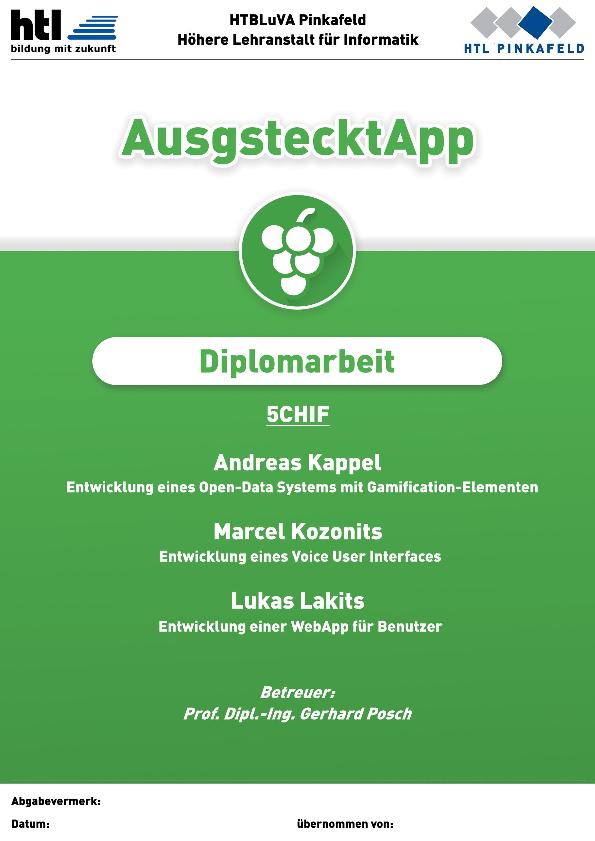 htl
bildung mit zukunft
HTBLuVA Pinkafeld
Höhere Lehranstalt für Informatik
HTL PINKAFELD
AusgstecktApp
Diplomarbeit
5CHIF
Andreas Kappel
Entwicklung eines Open-Data Systems mit Gamification-Elementen
Marcel Kozonits
Entwicklung eines Voice User Interfaces
Lukas Lakits
Entwicklung einer WebApp für Benutzer
Betreuer:
Prof. Dipl.-Ing. Gerhard Posch
Abgabevermerk:
Datum:
übernommen von: